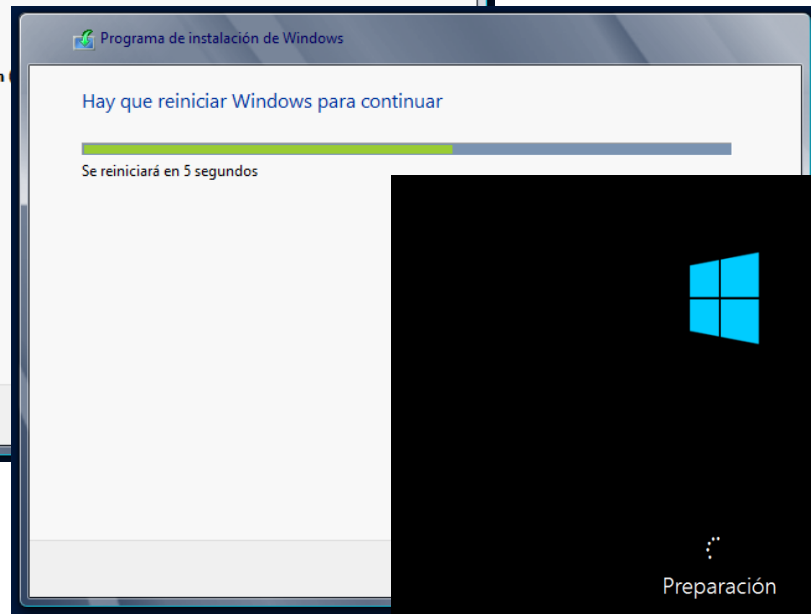 Programa de instalación de Windows
Hay que reiniciar Windows para continuar
Se reiniciará en 5 segundos
Preparación